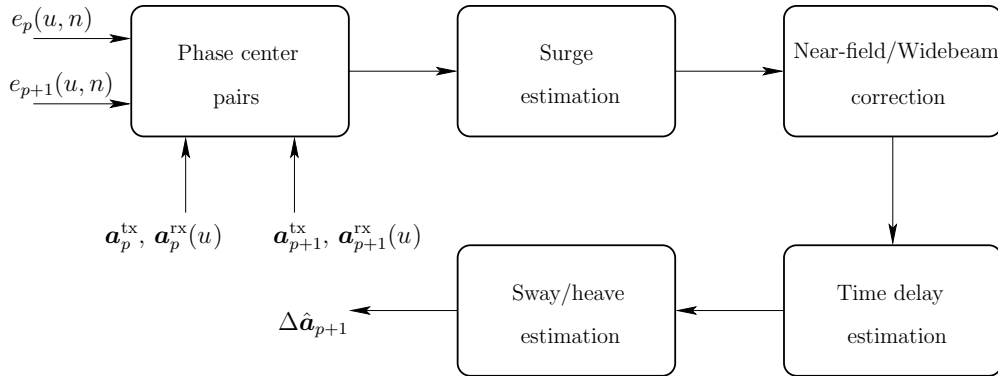 e_p(u, n)
e_{p+1}(u, n)
Phase center
pairs
Surge
estimation
Near-field/Widebeam
correction
a_p^{tx}, a_p^{rx}(u)
a_{p+1}^{tx}, a_{p+1}^{rx}(u)
Δâ_{p+1}
Sway/heave
estimation
Time delay
estimation